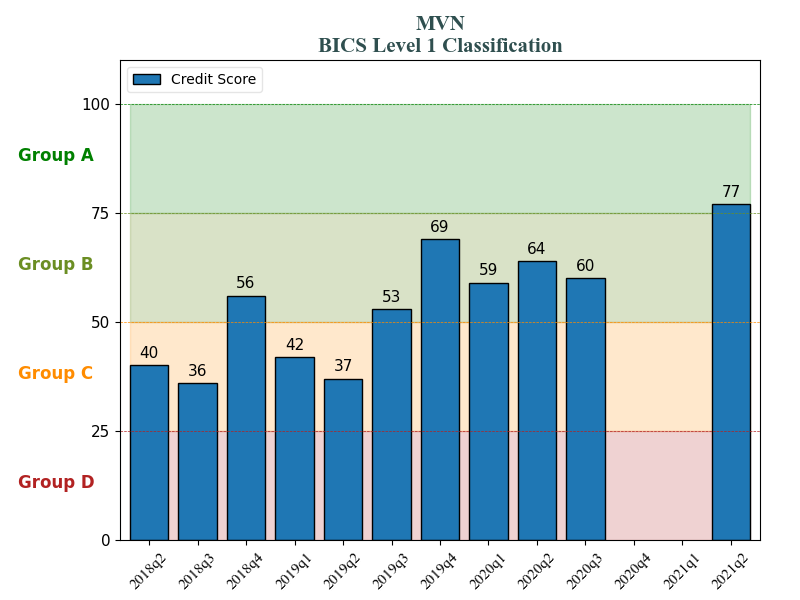 MVN
BICS Level 1 Classification
Credit Score
100
Group A
77
75
69
Group B
64
60
59
56
53
50
42
40
37
36
Group C
25
Group D
0
2018q2
2018q3
2018q4
2019q1
2019q2
2019q3
2019q4
2020q1
2020q2
2020q3
2020q4
2021q1
2021q2